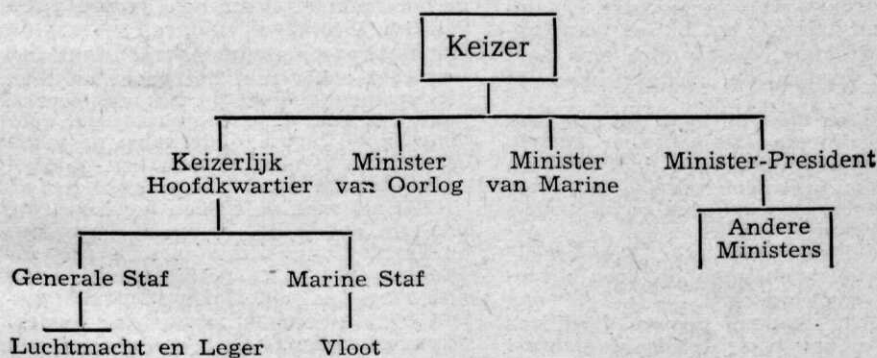 Keizer
Keizerlijk
Hoofdkwartier
Minister
van Oorlog
Minister
van Marine
Minister-President
Andere
Ministers
Generale Staf
Marine Staf
Luchtmacht en Leger
Vloot